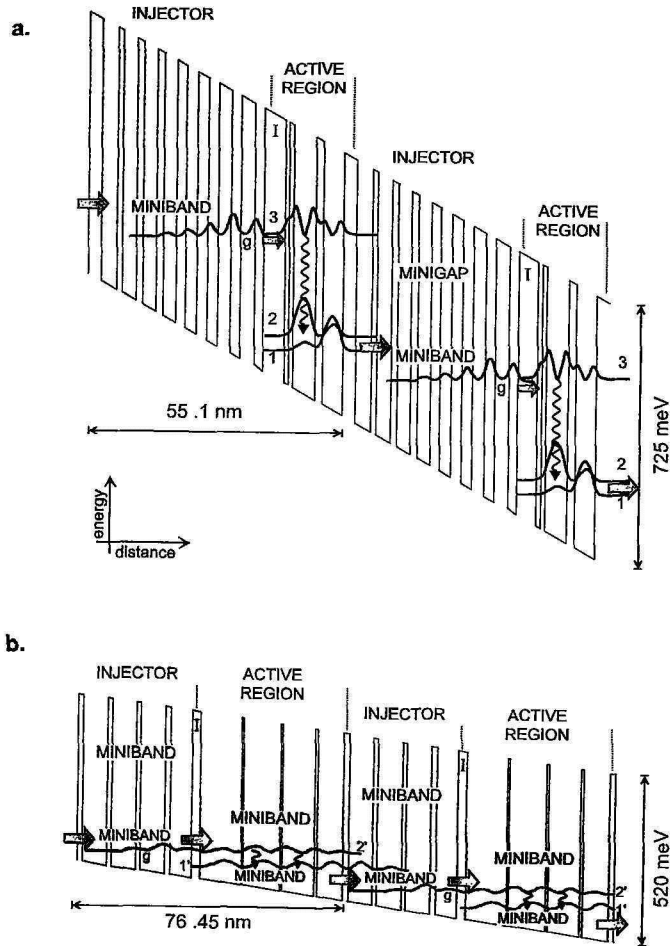 a.
INJECTOR
ACTIVE
REGION
I
INJECTOR
ACTIVE
REGION
MINIBAND
3
g
MINIGAP
I
2
1
MINIBAND
3
g
55 .1 nm
2
1
725 meV
energy
distance
b.
INJECTOR
ACTIVE
REGION
INJECTOR
ACTIVE
REGION
I
I
MINIBAND
MINIBAND
MINIBAND
MINIBAND
MINIBAND
2'
g
1'
MINIBAND
MINIBAND
g
2'
MINIBAND
1'
76.45 nm
520 meV